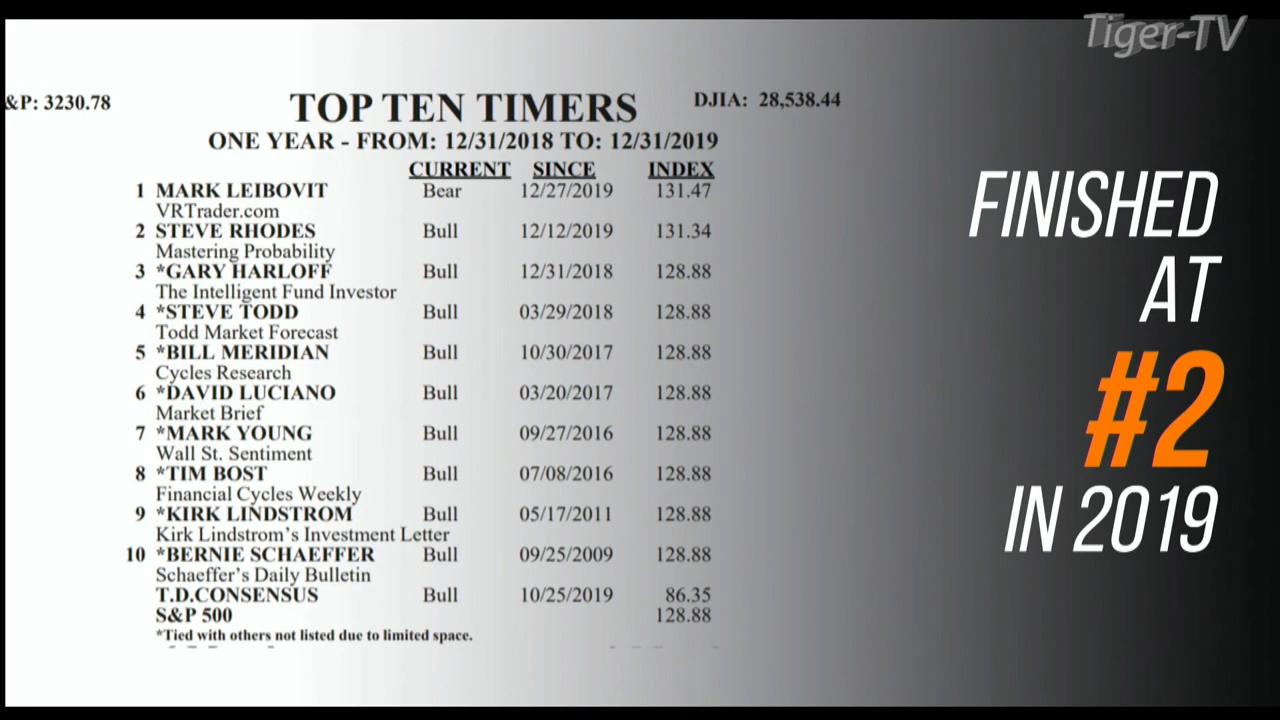 Tiger-TV
&P: 3230.78
TOP TEN TIMERS
DJIA: 28,538.44
ONE YEAR - FROM: 12/31/2018 TO: 12/31/2019
CURRENT SINCE INDEX
1 MARK LEIBOVIT Bear 12/27/2019 131.47
VRTrader.com
2 STEVE RHODES Bull 12/12/2019 131.34
Mastering Probability
3 *GARY HARLOFF Bull 12/31/2018 128.88
The Intelligent Fund Investor
4 *STEVE TODD Bull 03/29/2018 128.88
Todd Market Forecast
5 *BILL MERIDIAN Bull 10/30/2017 128.88
Cycles Research
6 *DAVID LUCIANO Bull 03/20/2017 128.88
Market Brief
7 *MARK YOUNG Bull 09/27/2016 128.88
Wall St. Sentiment
8 *TIM BOST Bull 07/08/2016 128.88
Financial Cycles Weekly
9 *KIRK LINDSTROM Bull 05/17/2011 128.88
Kirk Lindstrom's Investment Letter
10 *BERNIE SCHAEFFER Bull 09/25/2009 128.88
Schaeffer's Daily Bulletin
T.D.CONSENSUS Bull 10/25/2019 86.35
S&P 500 128.88
*Tied with others not listed due to limited space.
FINISHED
AT
#2
IN 2019